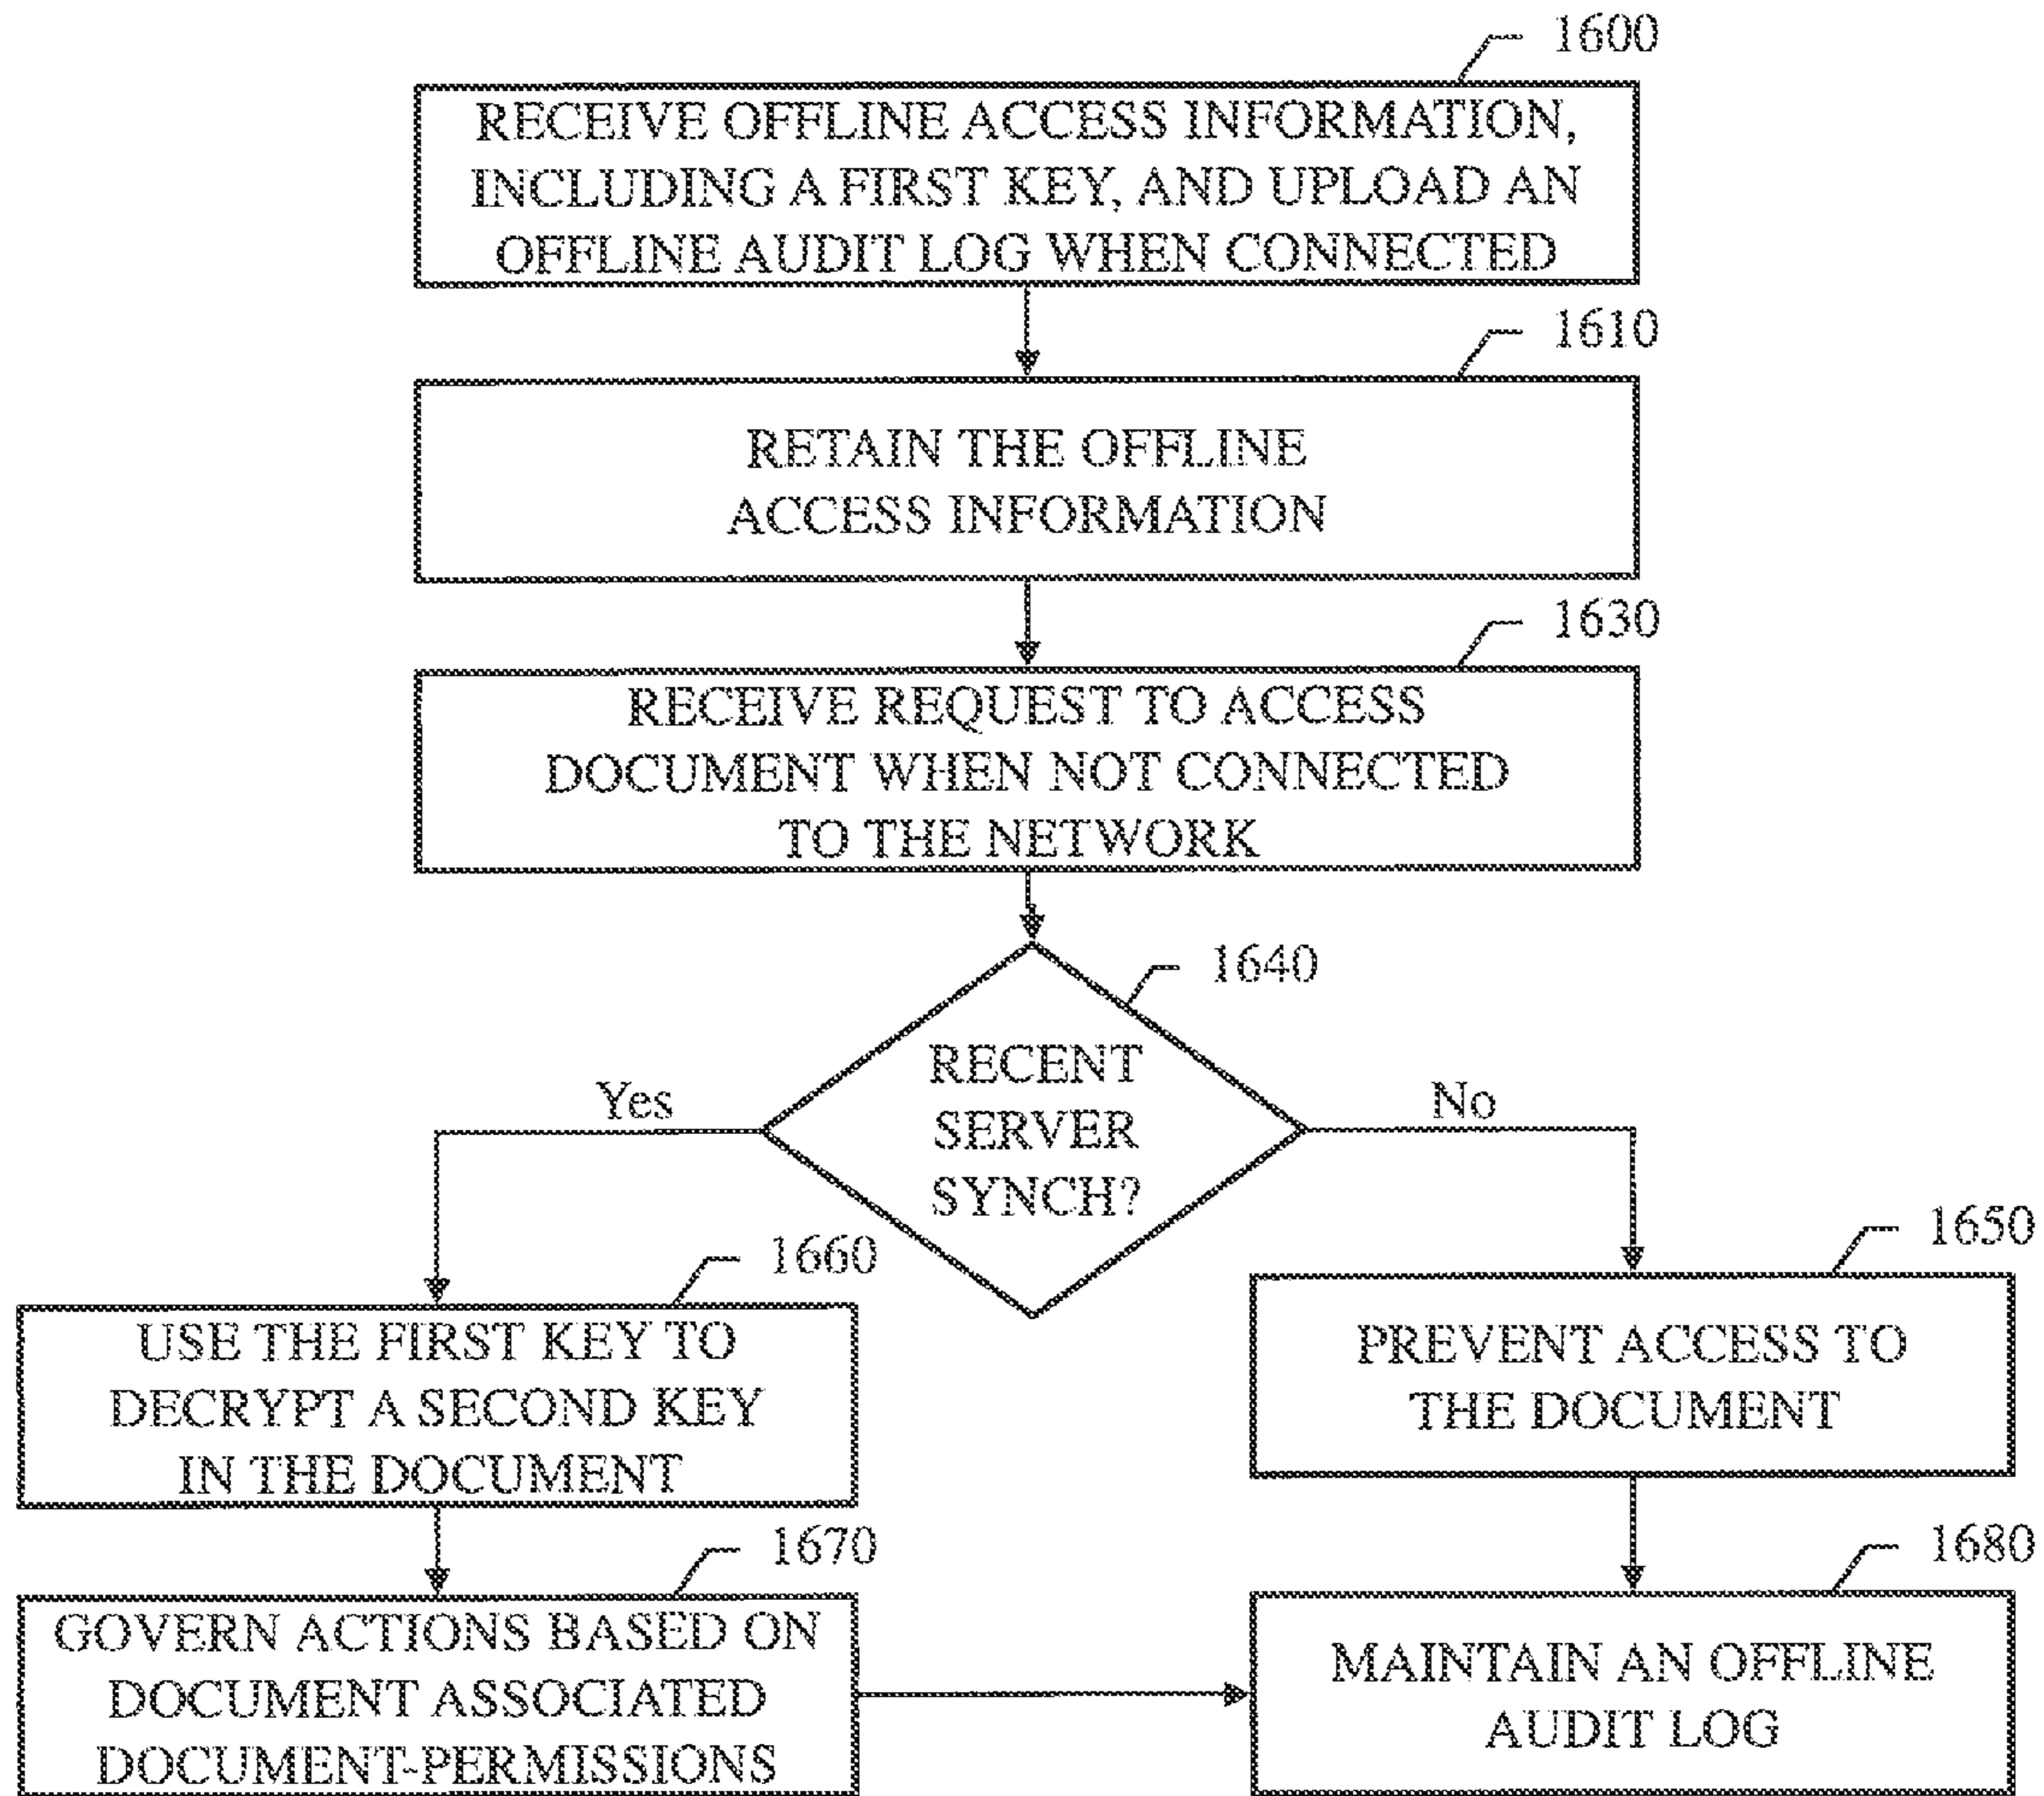 1600
RECEIVE OFFLINE ACCESS INFORMATION,
INCLUDING A FIRST KEY, AND UPLOAD AN
OFFLINE AUDIT LOG WHEN CONNECTED
1610
RETAIN THE OFFLINE
ACCESS INFORMATION
1630
RECEIVE REQUEST TO ACCESS
DOCUMENT WHEN NOT CONNECTED
TO THE NETWORK
1640
RECENT
SERVER
SYNCH?
Yes
No
1660
USE THE FIRST KEY TO
DECRYPT A SECOND KEY
IN THE DOCUMENT
1650
PREVENT ACCESS TO
THE DOCUMENT
1670
GOVERN ACTIONS BASED ON
DOCUMENT ASSOCIATED
DOCUMENT-PERMISSIONS
1680
MAINTAIN AN OFFLINE
AUDIT LOG